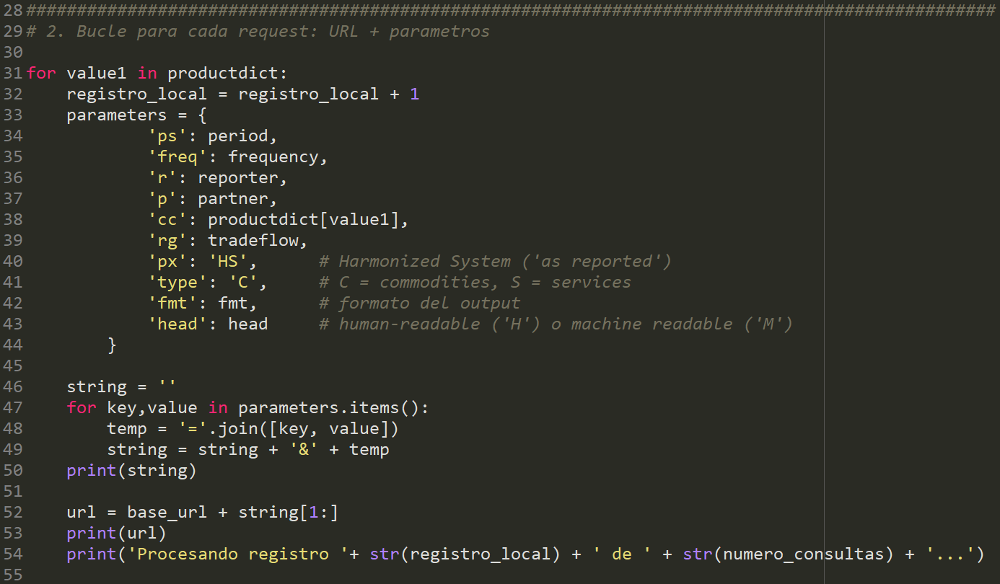 28 ################################################################################################
29 # 2. Bucle para cada request: URL + parametros
30
31 for value1 in productdict:
32     registro_local = registro_local + 1
33     parameters = {
34             'ps': period,
35             'freq': frequency,
36             'r': reporter,
37             'p': partner,
38             'cc': productdict[value1],
39             'rg': tradeflow,
40             'px': 'HS',      # Harmonized System ('as reported')
41             'type': 'C',     # C = commodities, S = services
42             'fmt': fmt,      # formato del output
43             'head': head     # human-readable ('H') o machine readable ('M')
44         }
45
46     string = ''
47     for key,value in parameters.items():
48         temp = '='.join([key, value])
49         string = string + '&' + temp
50     print(string)
51
52     url = base_url + string[1:]
53     print(url)
54     print('Procesando registro '+ str(registro_local) + ' de ' + str(numero_consultas) + '...')
55